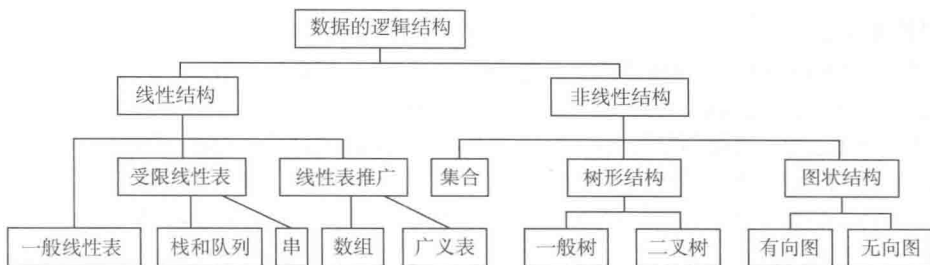 数据的逻辑结构
线性结构
非线性结构
受限线性表
线性表推广
集合
树形结构
图状结构
一般线性表
栈和队列
串
数组
广义表
一般树
二叉树
有向图
无向图